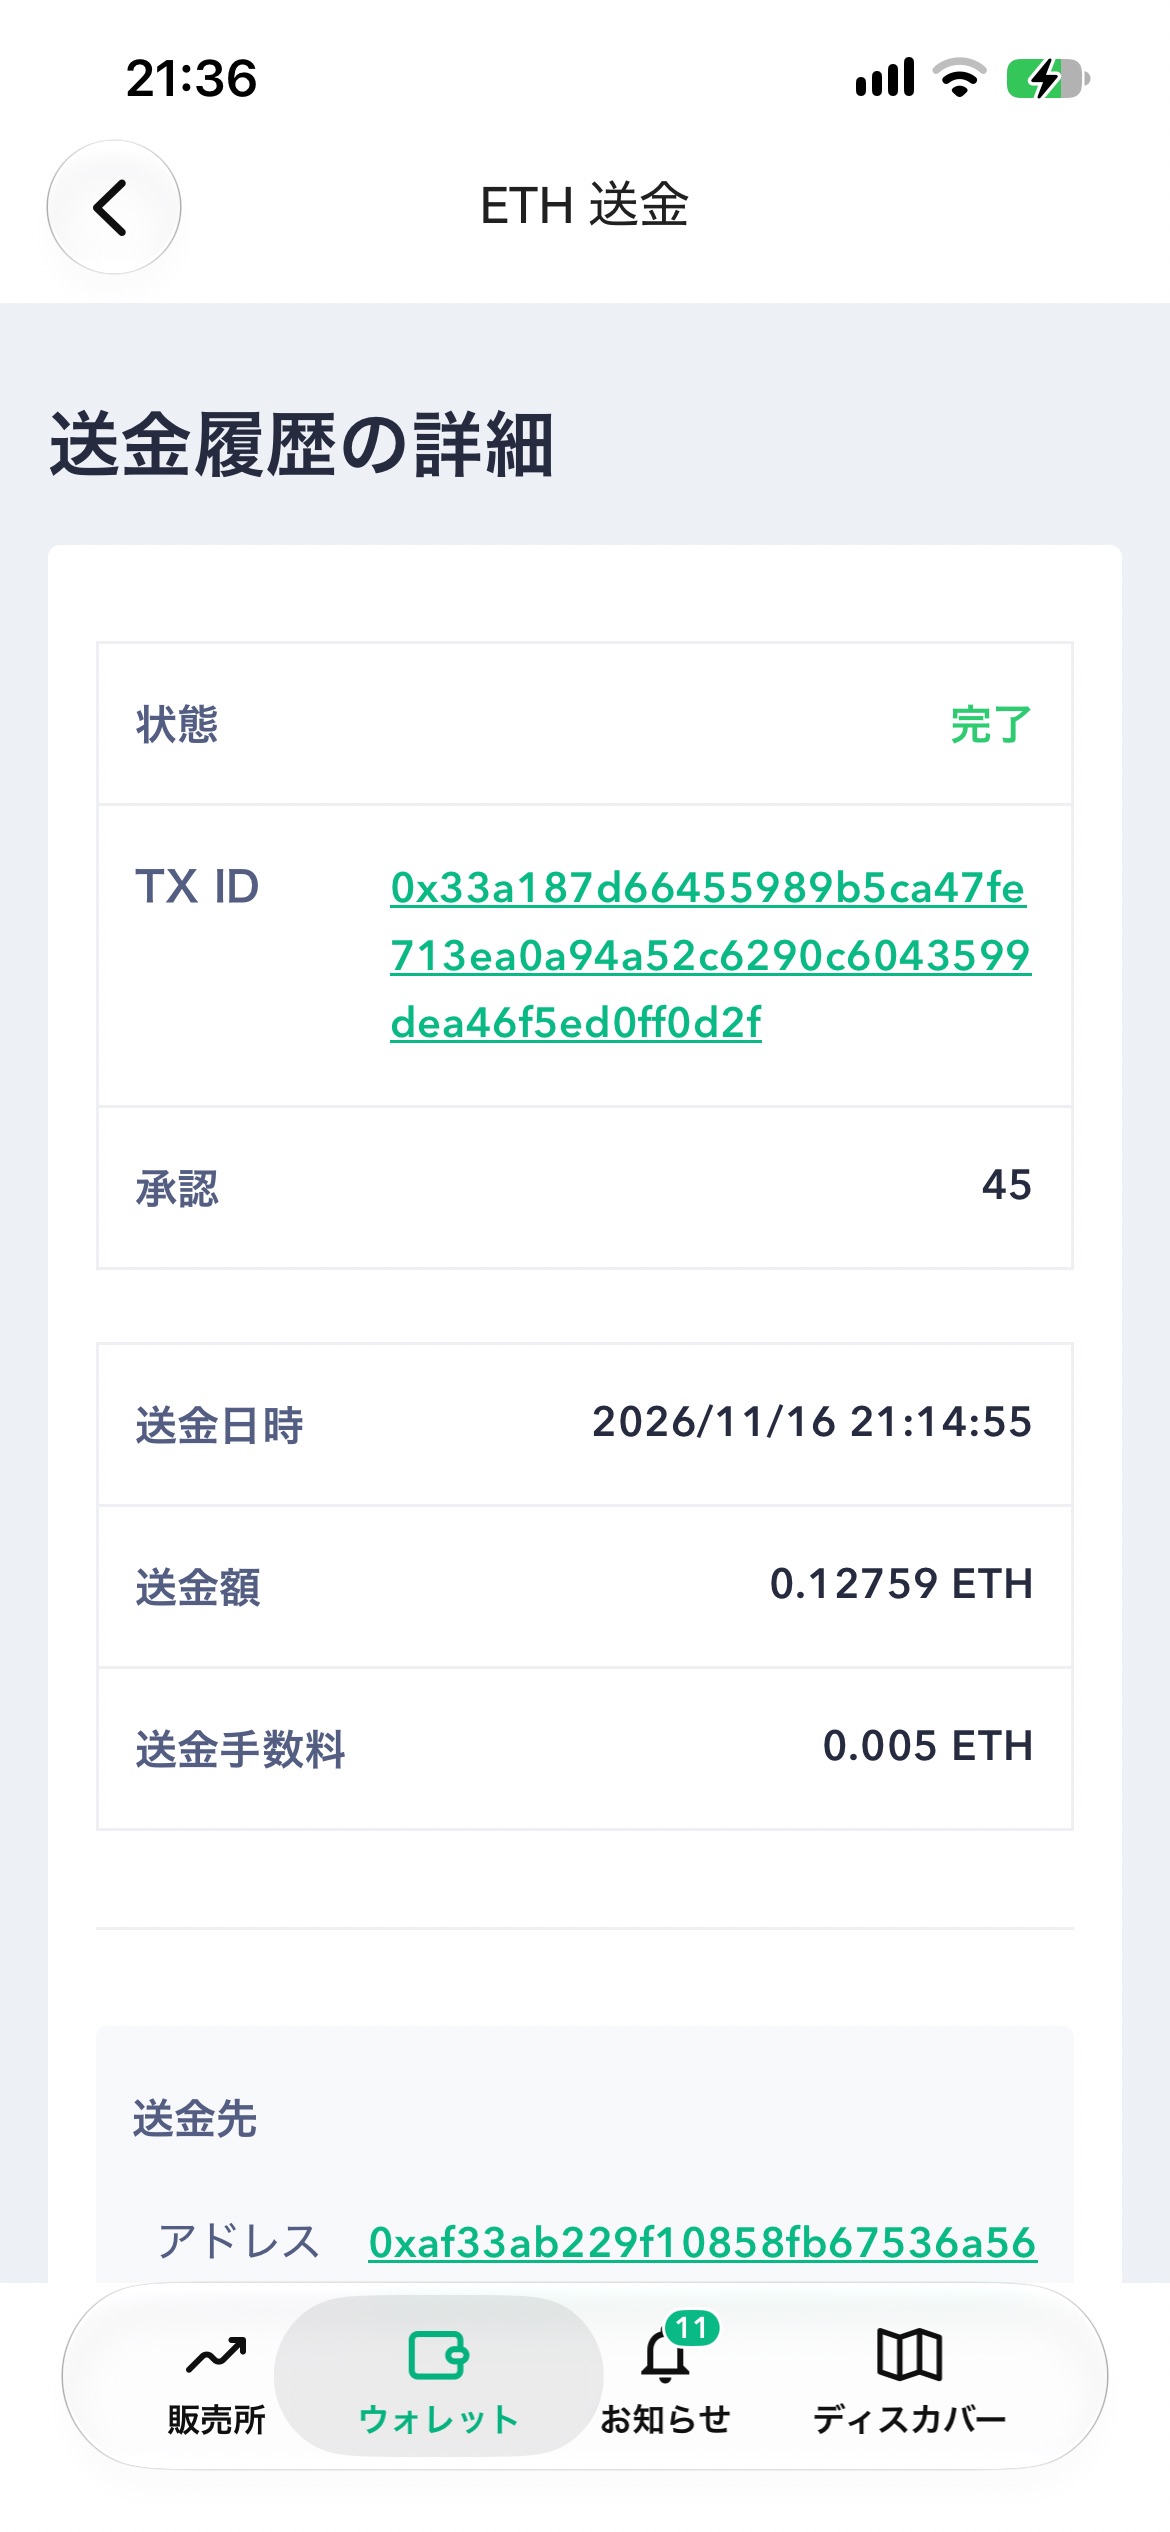 21:36
ETH 送金
送金履歴の詳細
状態 完了
TX ID 0x33a187d66455989b5ca47fe
713ea0a94a52c6290c6043599
dea46f5ed0ff0d2f
承認 45
送金日時 2026/11/16 21:14:55
送金額 0.12759 ETH
送金手数料 0.005 ETH
送金先
アドレス 0xaf33ab229f10858fb67536a56
11
販売所 ウォレット お知らせ ディスカバー